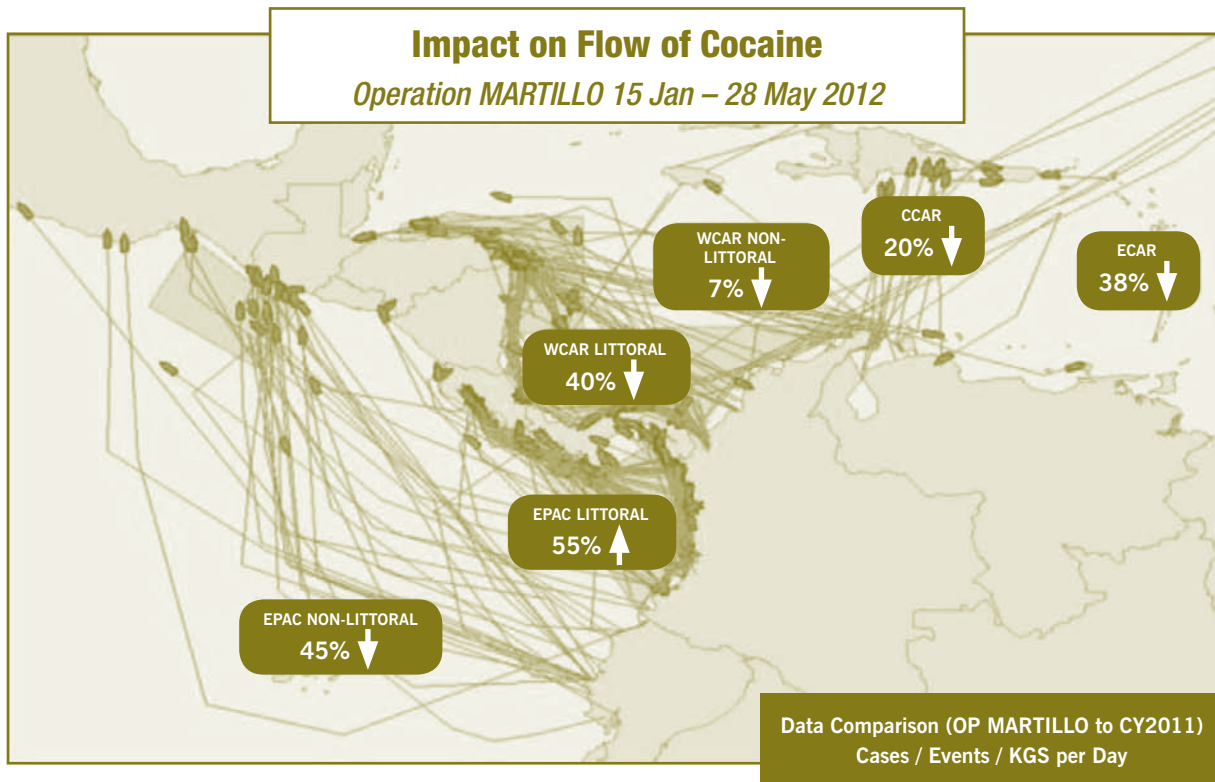 Impact on Flow of Cocaine
Operation MARTILLO 15 Jan – 28 May 2012
CCAR
20%
WCAR NON-
LITTORAL
7%
ECAR
38%
WCAR LITTORAL
40%
EPAC LITTORAL
55%
EPAC NON-LITTORAL
45%
Data Comparison (OP MARTILLO to CY2011)
Cases / Events / KGS per Day